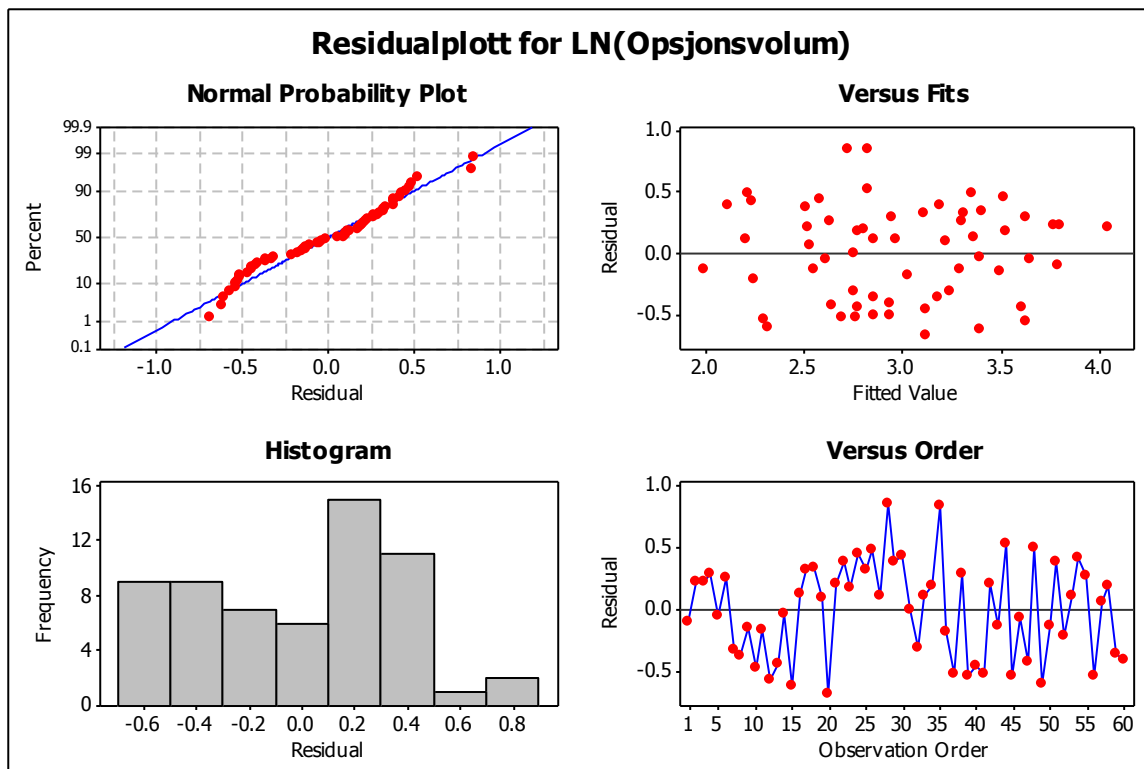 Residualplott for LN(Opsjonsvolum)
Normal Probability Plot
99.9
99
90
50
10
1
0.1
Percent
-1.0 -0.5 0.0 0.5 1.0
Residual
Versus Fits
1.0
0.5
0.0
-0.5
Residual
2.0 2.5 3.0 3.5 4.0
Fitted Value
Histogram
16
12
8
4
0
Frequency
-0.6 -0.4 -0.2 0.0 0.2 0.4 0.6 0.8
Residual
Versus Order
1.0
0.5
0.0
-0.5
Residual
1 5 10 15 20 25 30 35 40 45 50 55 60
Observation Order